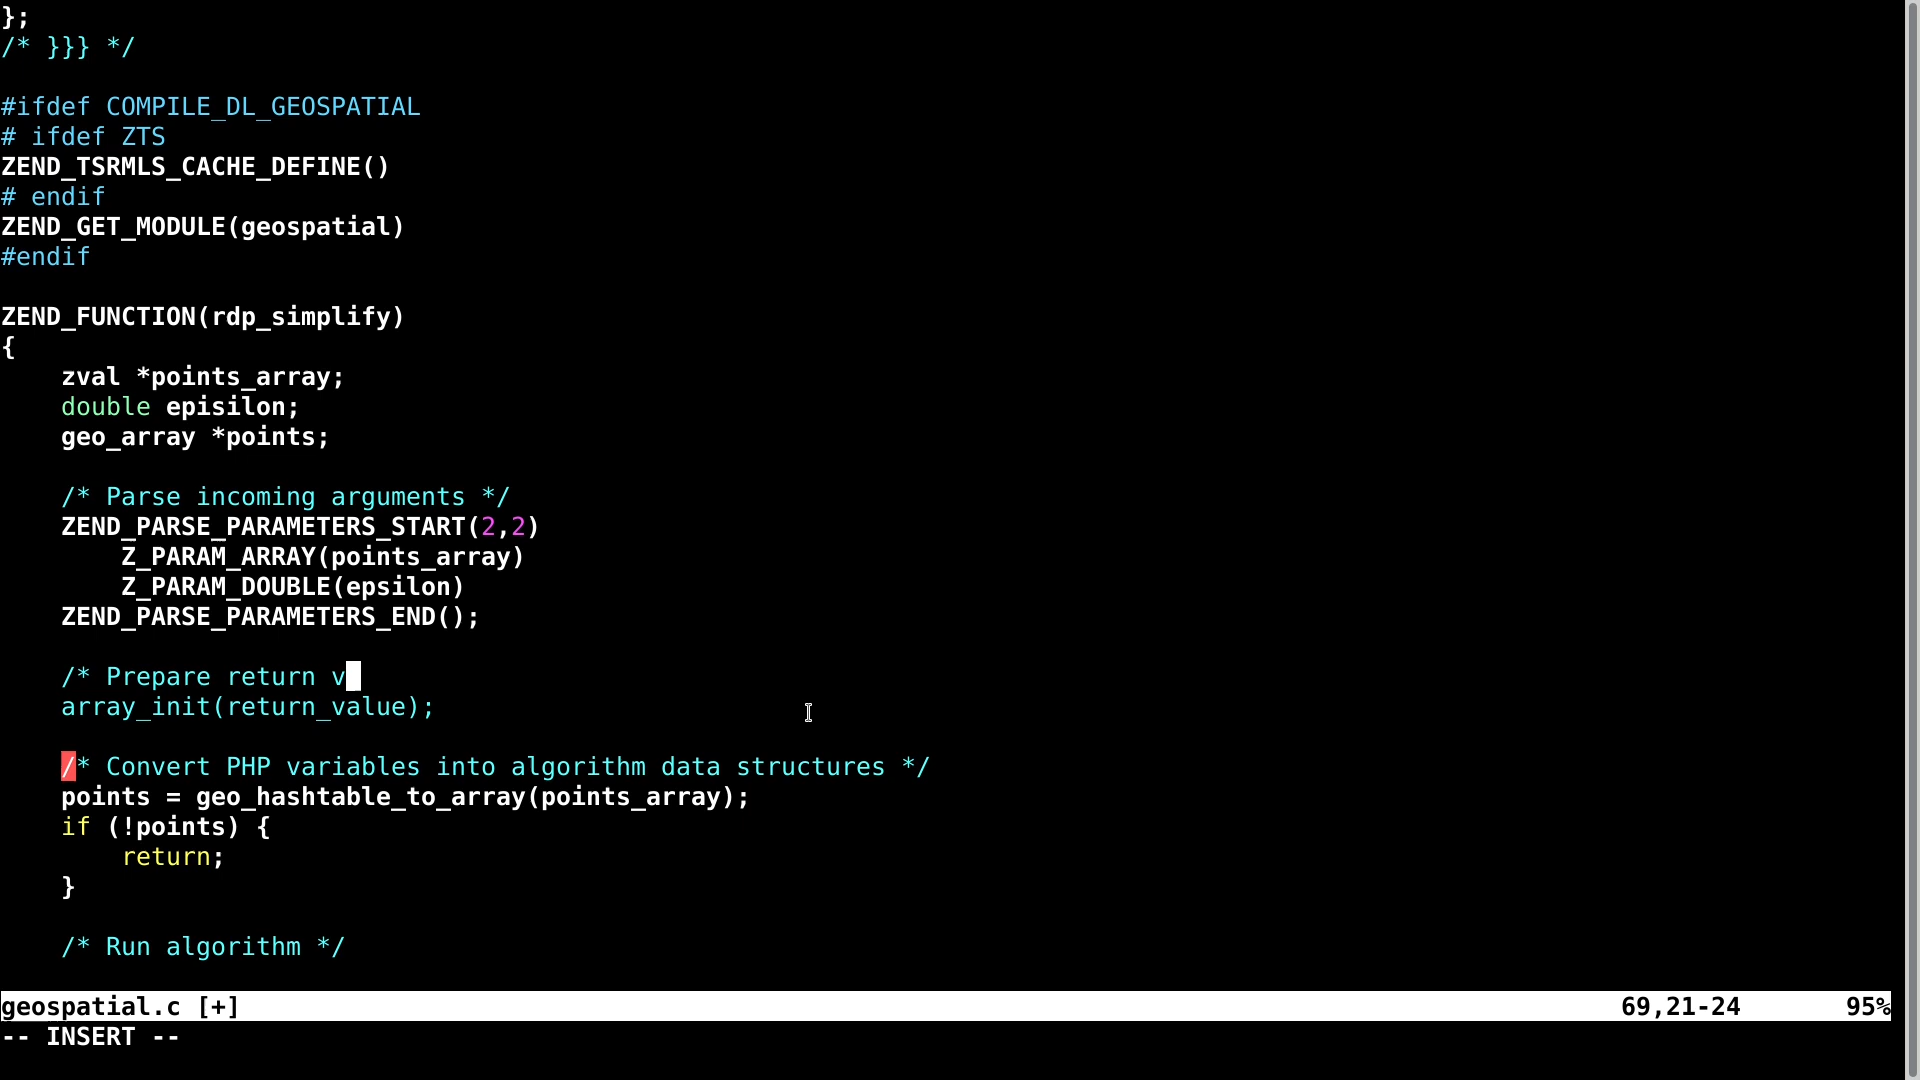 };
/* }}} */

#ifdef COMPILE_DL_GEOSPATIAL
# ifdef ZTS
ZEND_TSRMLS_CACHE_DEFINE()
# endif
ZEND_GET_MODULE(geospatial)
#endif

ZEND_FUNCTION(rdp_simplify)
{
    zval *points_array;
    double episilon;
    geo_array *points;

    /* Parse incoming arguments */
    ZEND_PARSE_PARAMETERS_START(2,2)
        Z_PARAM_ARRAY(points_array)
        Z_PARAM_DOUBLE(epsilon)
    ZEND_PARSE_PARAMETERS_END();

    /* Prepare return v
    array_init(return_value);

    /* Convert PHP variables into algorithm data structures */
    points = geo_hashtable_to_array(points_array);
    if (!points) {
        return;
    }

    /* Run algorithm */

geospatial.c [+] 69,21-24 95%
-- INSERT --